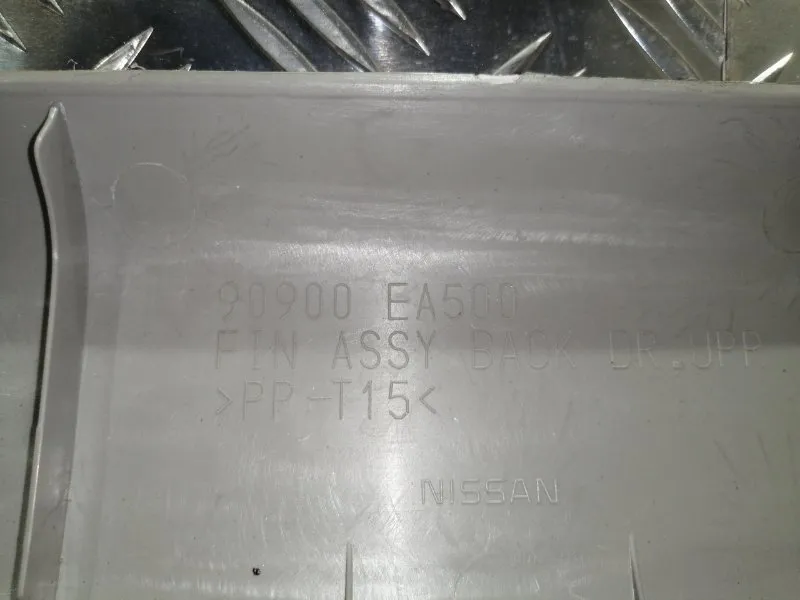 90900 EA500
FIN ASSY BACK DR.UPP
>PP-T15<
NISSAN